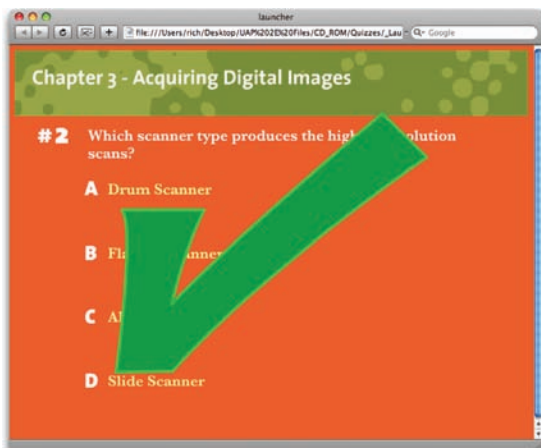 launcher
file:///Users/rich/Desktop/UAP%202E%20Files/CD_ROM/Quizzes/_Lau
Google
Chapter 3 - Acquiring Digital Images
#2 Which scanner type produces the
scans?
A Drum Scanner
B
C
D Slide Scanner